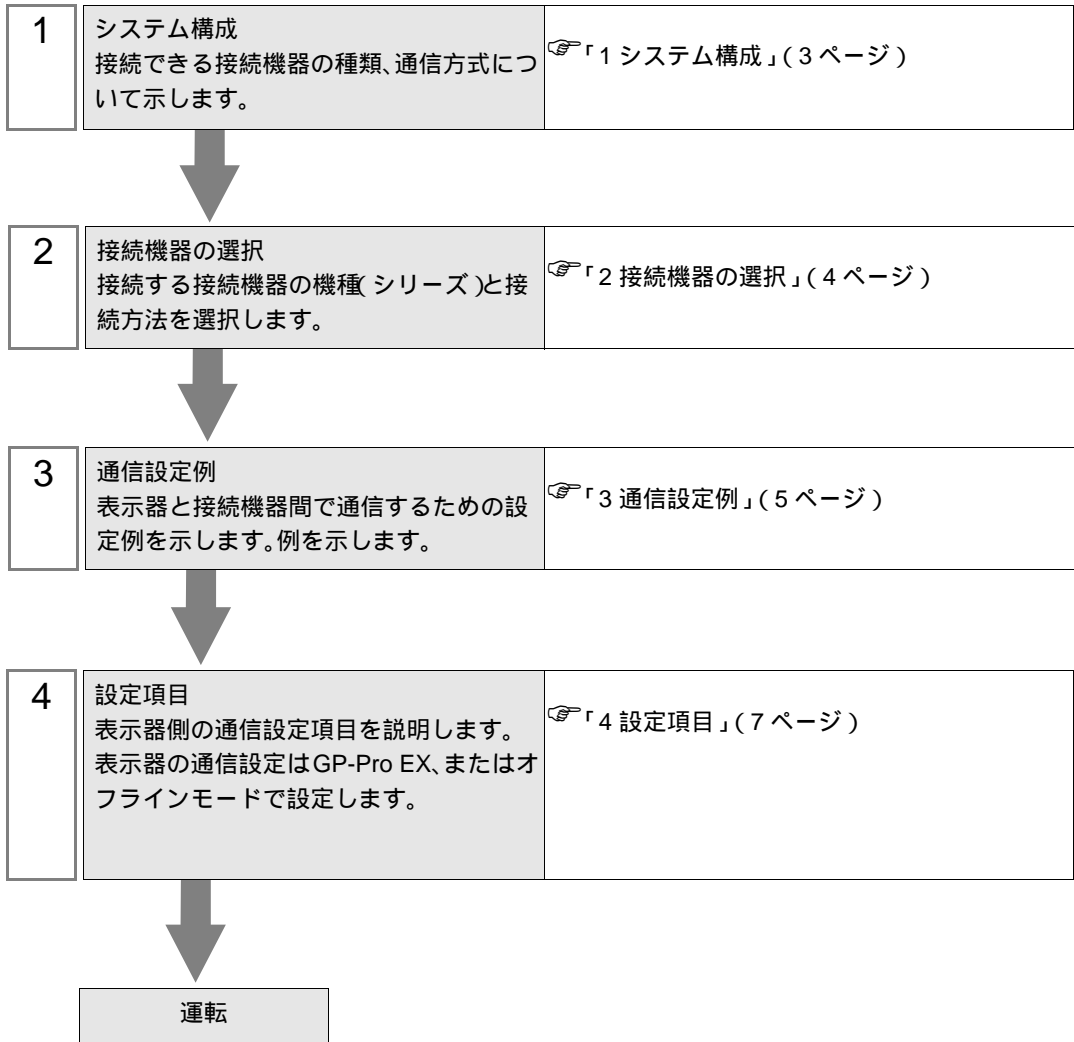 1
システム構成
接続できる接続機器の種類、通信方式につ
いて示します。
☞「1 システム構成」(3 ページ)
2
接続機器の選択
接続する接続機器の機種(シリーズ)と接
続方法を選択します。
☞「2 接続機器の選択」(4 ページ)
3
通信設定例
表示器と接続機器間で通信するための設
定例を示します。例を示します。
☞「3 通信設定例」(5 ページ)
4
設定項目
表示器側の通信設定項目を説明します。
表示器の通信設定はGP-Pro EX、またはオ
フラインモードで設定します。
☞「4 設定項目」(7 ページ)
運転